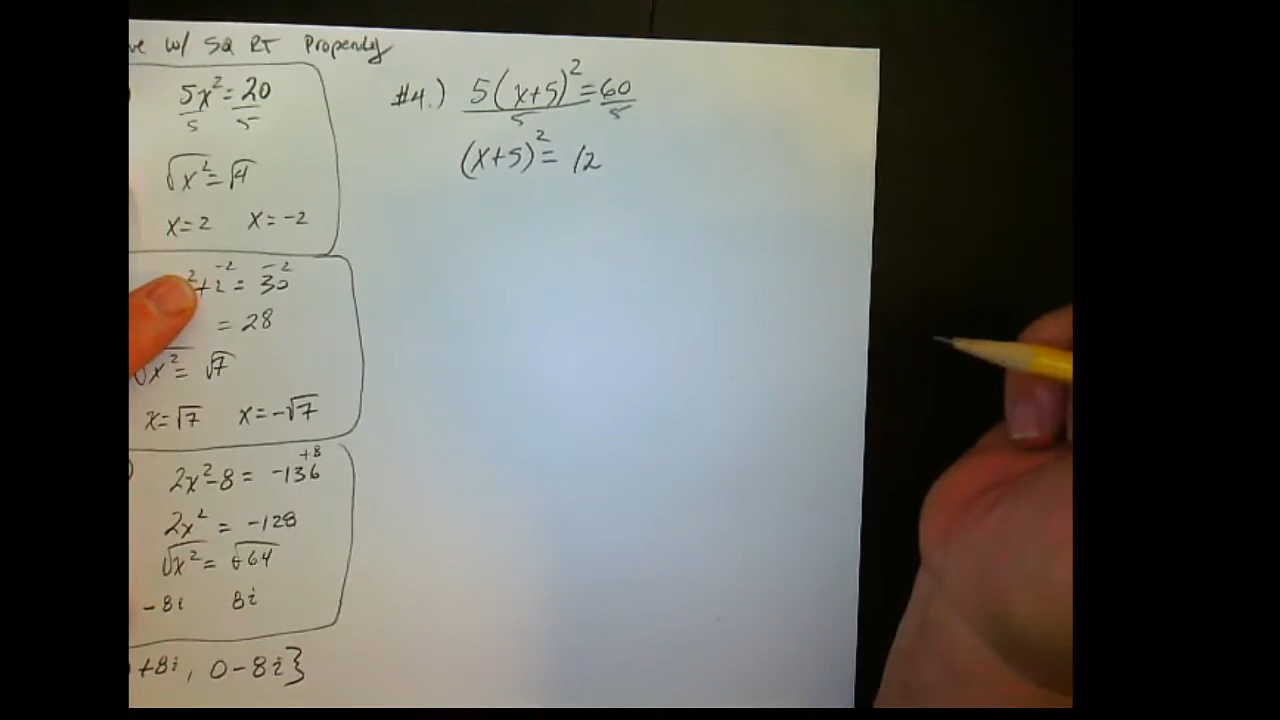 w/ SQ RT Property
5x²=20
5 5
√x²=√4
x=2 x=-2
-2 -2
²+2=30
=28
√x²=√7
x=√7 x=-√7
+8
2x²-8=-136
2x²=-128
√x²=√-64
-8i 8i
+8i, 0-8i}
#4.) 5(x+5)²=60
5 5
(x+5)²=12